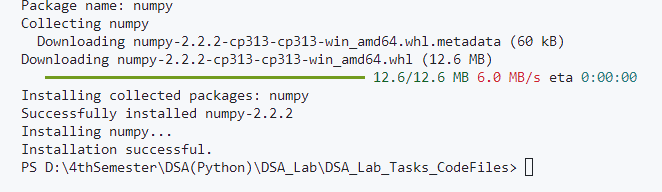 Package name: numpy
Collecting numpy
Downloading numpy-2.2.2-cp313-cp313-win_amd64.whl.metadata (60 kB)
Downloading numpy-2.2.2-cp313-cp313-win_amd64.whl (12.6 MB)
12.6/12.6 MB 6.0 MB/s eta 0:00:00
Installing collected packages: numpy
Successfully installed numpy-2.2.2
Installing numpy...
Installation successful.
PS D:\4thSemester\DSA(Python)\DSA_Lab\DSA_Lab_Tasks_CodeFiles>